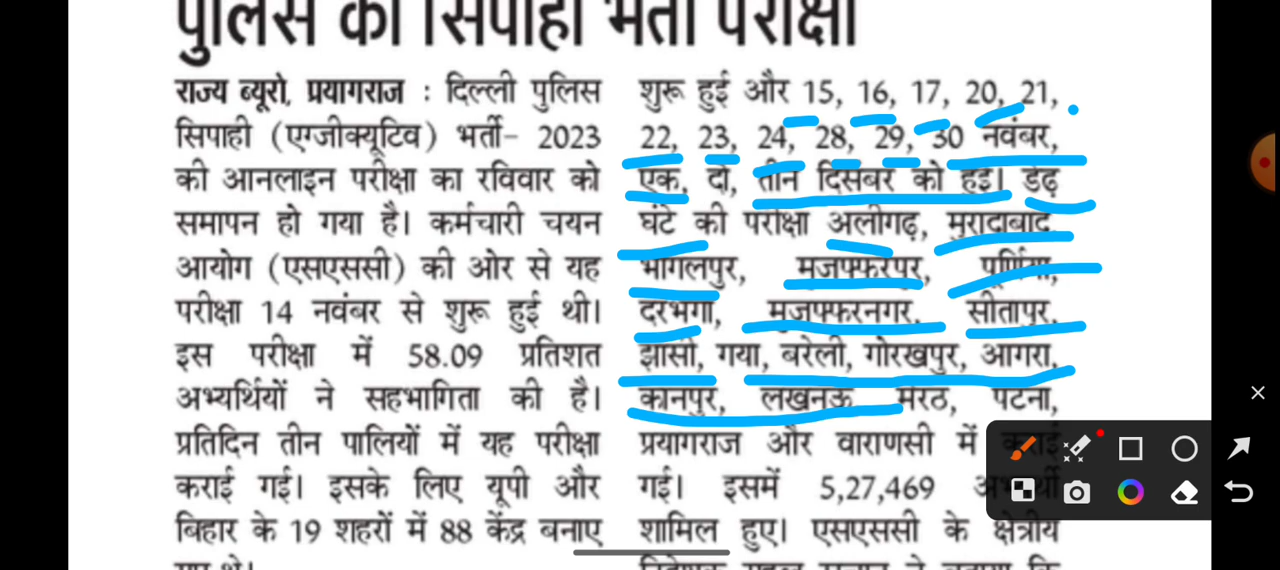 पुलिस की सिपाही भर्ती परीक्षा
राज्य ब्यूरो, प्रयागराज : दिल्ली पुलिस
सिपाही (एग्जीक्यूटिव) भर्ती- 2023
की आनलाइन परीक्षा का रविवार को
समापन हो गया है। कर्मचारी चयन
आयोग (एसएससी) की ओर से यह
परीक्षा 14 नवंबर से शुरू हुई थी।
इस परीक्षा में 58.09 प्रतिशत
अभ्यर्थियों ने सहभागिता की है।
प्रतिदिन तीन पालियों में यह परीक्षा
कराई गई। इसके लिए यूपी और
बिहार के 19 शहरों में 88 केंद्र बनाए
शुरू हुई और 15, 16, 17, 20, 21,
22, 23, 24, 28, 29, 30 नवंबर,
एक, दो, तीन दिसंबर को हुई। डेढ़
घंटे की परीक्षा अलीगढ़, मुरादाबाद,
भागलपुर, मुजफ्फरपुर, पूर्णिया,
दरभंगा, मुजफ्फरनगर, सीतापुर,
झांसी, गया, बरेली, गोरखपुर, आगरा,
कानपुर, लखनऊ मेरठ, पटना,
प्रयागराज और वाराणसी में कराई
गई। इसमें 5,27,469 अभ्यर्थी
शामिल हुए। एसएससी के क्षेत्रीय